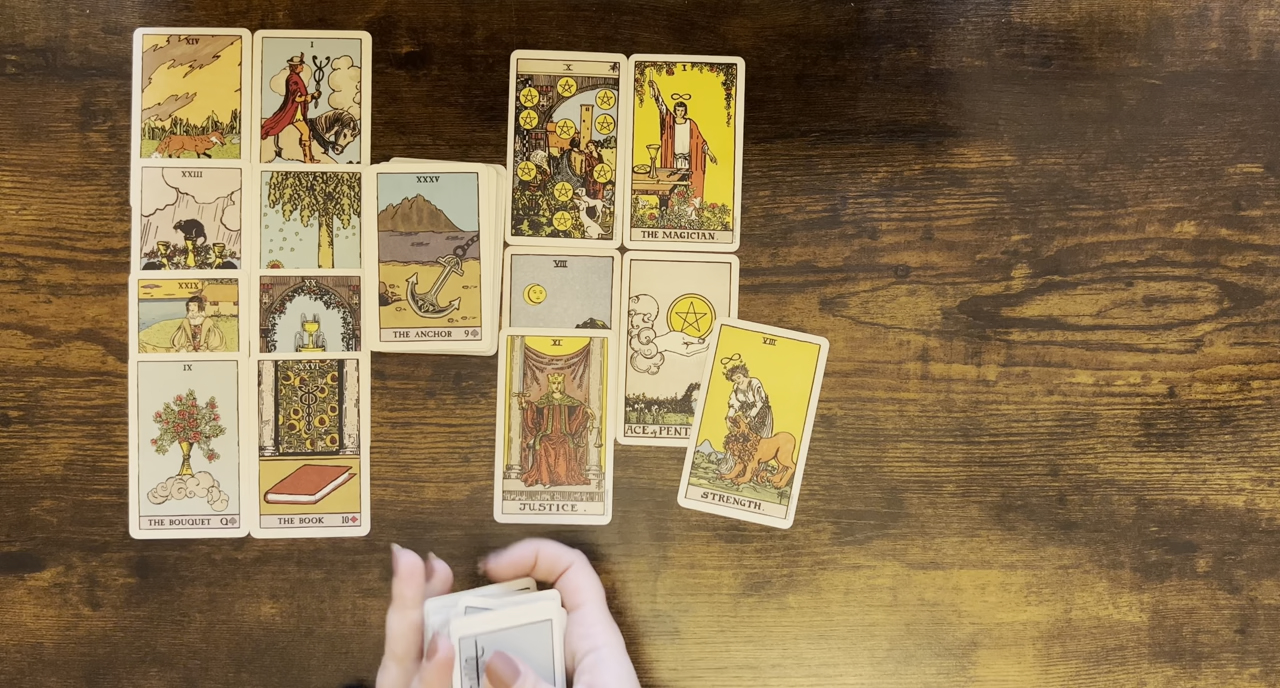 XIV
I
XXIII
XXIX
XX
IX
THE BOUQUET Q
XXVI
THE BOOK 10
XXXV
THE ANCHOR 9
X
I
THE MAGICIAN.
VIII
ACE of PENT
XI
JUSTICE.
VIII
STRENGTH.